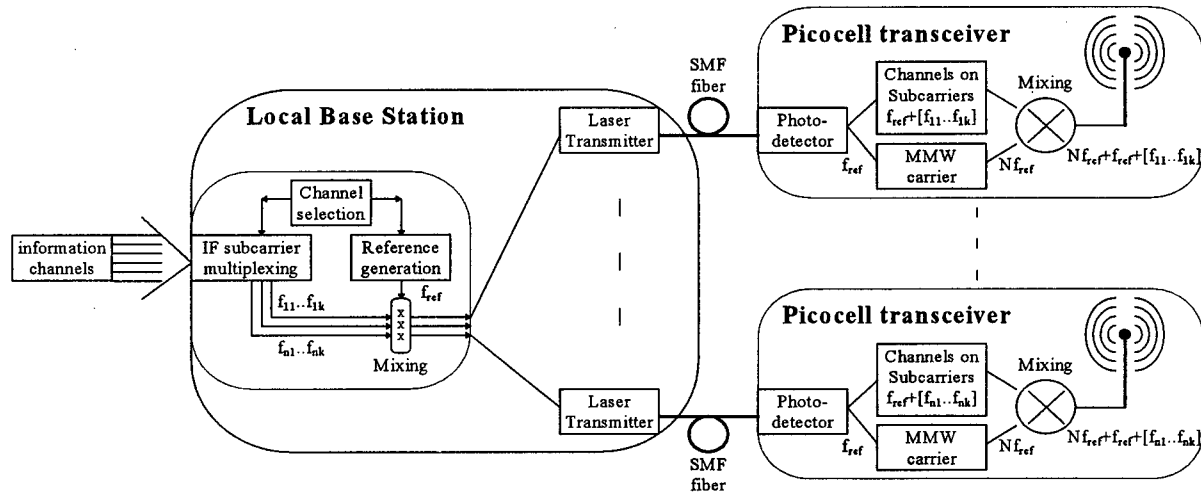 information
channels
Local Base Station
Channel
selection
IF subcarrier
multiplexing
Reference
generation
f_ref
f_11..f_1k
f_n1..f_nk
x
x
x
Mixing
Laser
Transmitter
Laser
Transmitter
SMF
fiber
SMF
fiber
Picocell transceiver
Photo-
detector
f_ref
Channels on
Subcarriers
f_ref+[f_11..f_1k]
MMW
carrier
Nf_ref
Mixing
Nf_ref+f_ref+[f_11..f_1k]
Picocell transceiver
Photo-
detector
f_ref
Channels on
Subcarriers
f_ref+[f_n1..f_nk]
MMW
carrier
Nf_ref
Mixing
Nf_ref+f_ref+[f_n1..f_nk]